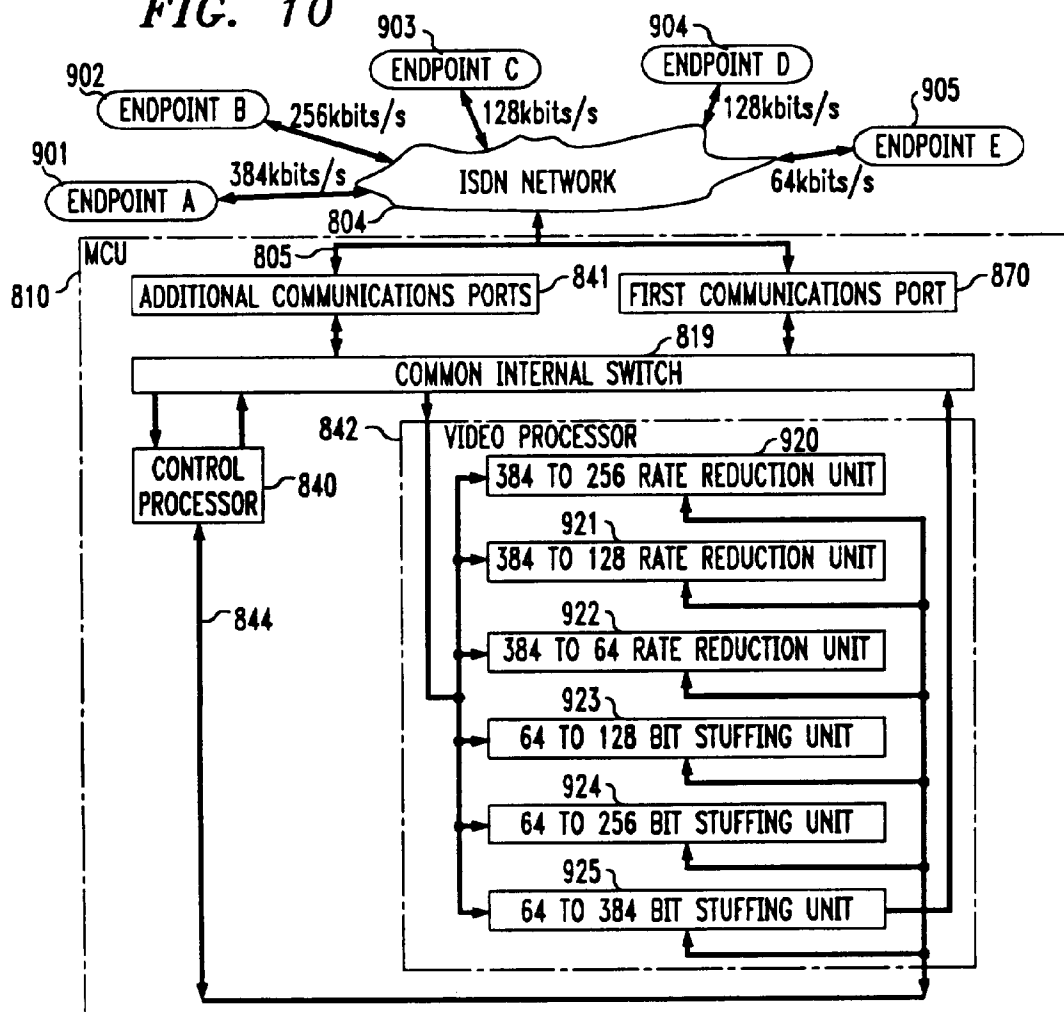 FIG. 10
903
904
902
ENDPOINT C
ENDPOINT D
905
ENDPOINT B
256kbits/s
128kbits/s
128kbits/s
ENDPOINT E
901
384kbits/s
ISDN NETWORK
64kbits/s
ENDPOINT A
804
MCU
805
810
841
870
ADDITIONAL COMMUNICATIONS PORTS
FIRST COMMUNICATIONS PORT
819
COMMON INTERNAL SWITCH
842
VIDEO PROCESSOR
920
CONTROL
PROCESSOR
840
384 TO 256 RATE REDUCTION UNIT
921
384 TO 128 RATE REDUCTION UNIT
844
922
384 TO 64 RATE REDUCTION UNIT
923
64 TO 128 BIT STUFFING UNIT
924
64 TO 256 BIT STUFFING UNIT
925
64 TO 384 BIT STUFFING UNIT